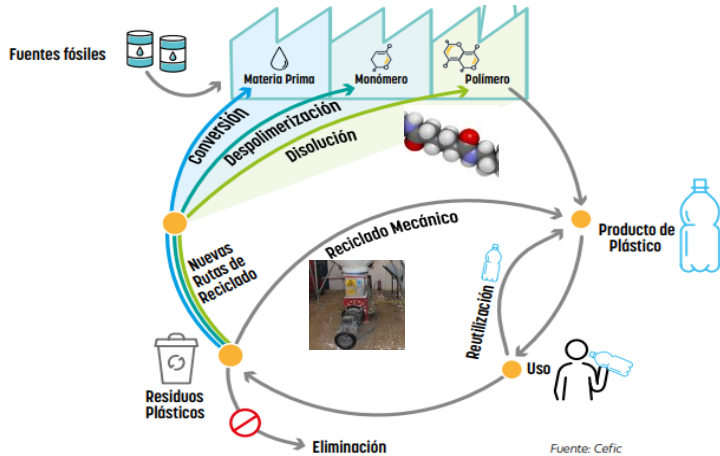 Fuentes fósiles
Materia Prima
Monómero
Polímero
Conversión
Despolimerización
Disolución
Nuevas
Rutas de
Reciclado
Reciclado Mecánico
Producto de
Plástico
Reutilización
Uso
Residuos
Plásticos
Eliminación
Fuente: Cefic